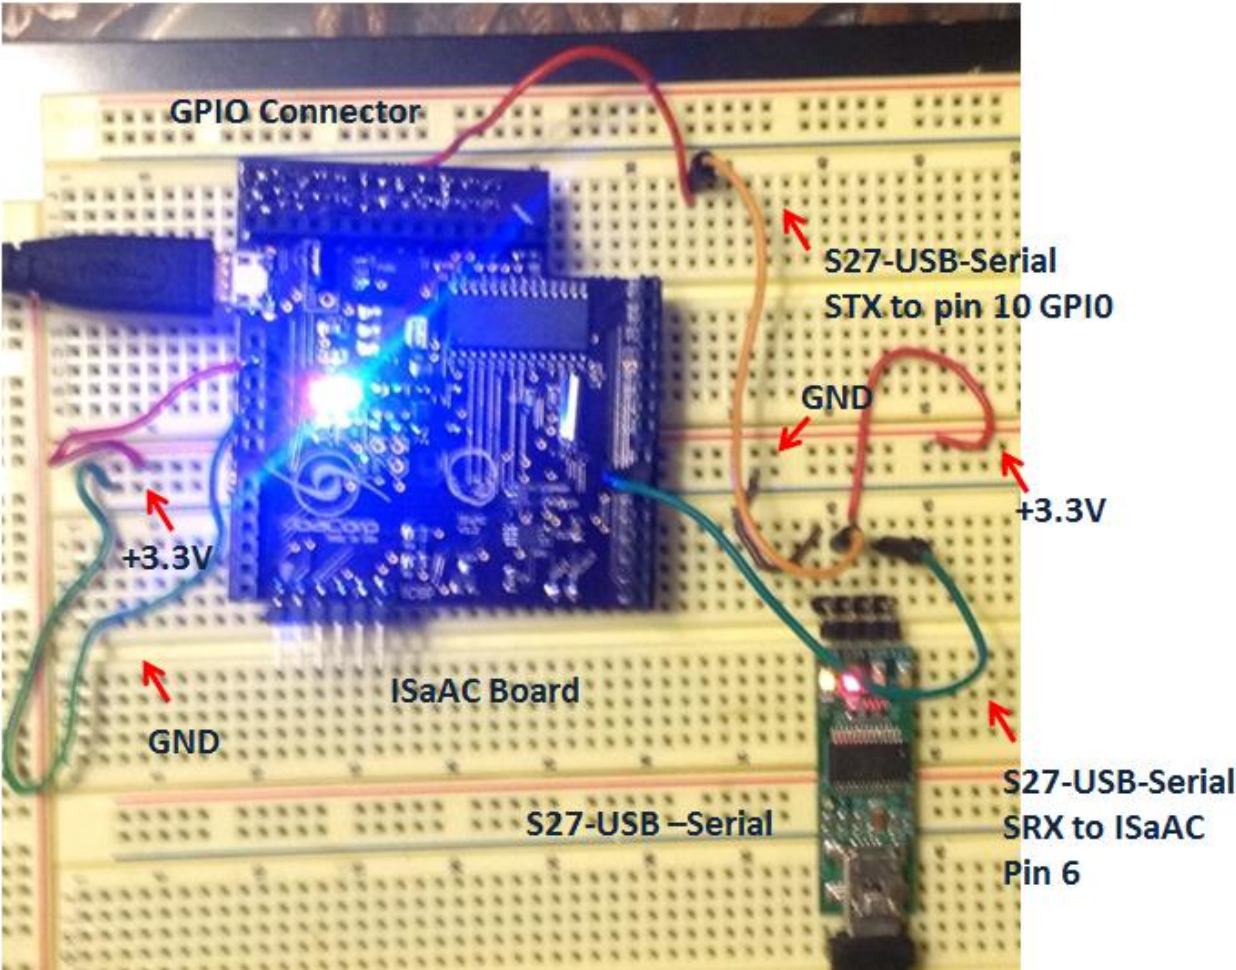 GPIO Connector
S27-USB-Serial
STX to pin 10 GPI0
GND
+3.3V
+3.3V
ISaAC Board
GND
S27-USB-Serial
SRX to ISaAC
Pin 6
S27-USB –Serial
ICSP